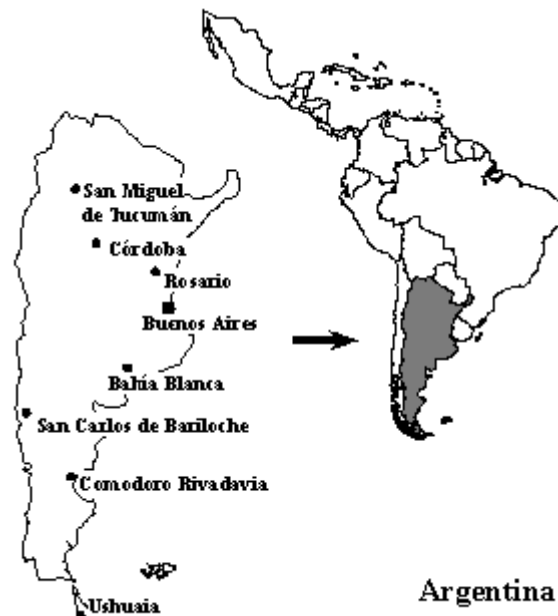 San Miguel
de Tucumán
Córdoba
Rosario
Buenos Aires
Bahía Blanca
San Carlos de Bariloche
Comodoro Rivadavia
Ushuaia
Argentina